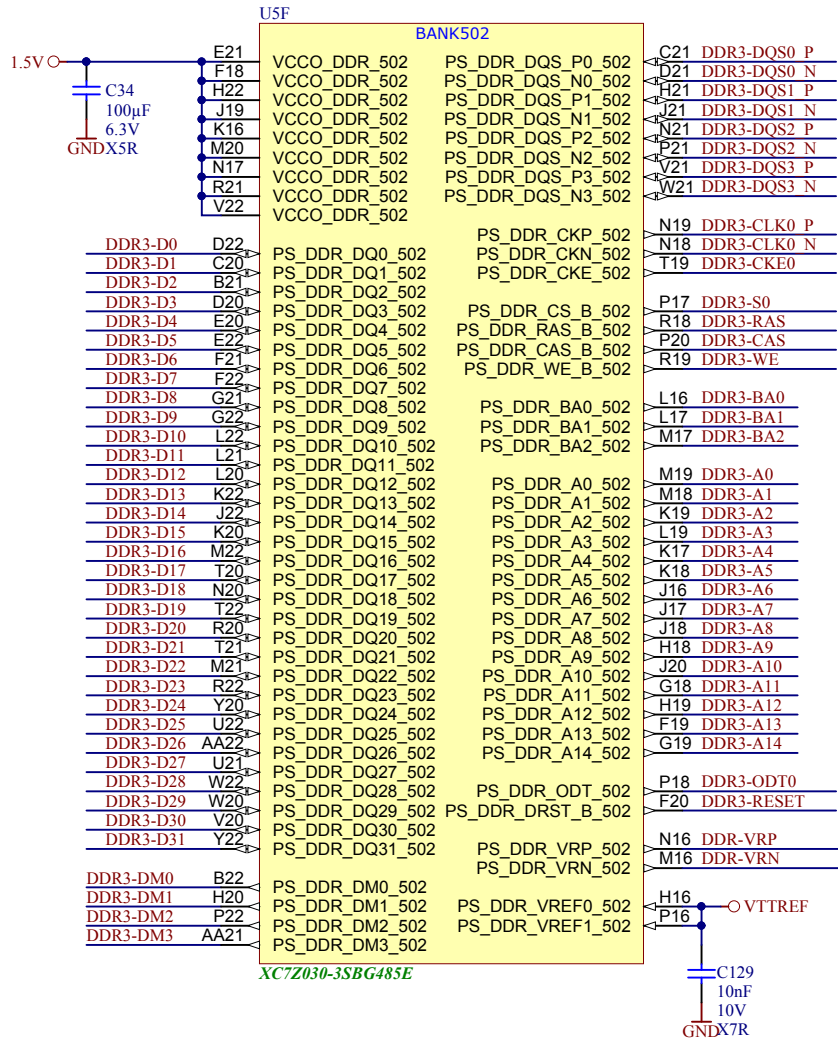 U5F
BANK502
1.5V
C34
100µF
6.3V
X5R
GND
E21 VCCO_DDR_502
F18 VCCO_DDR_502
H22 VCCO_DDR_502
J19 VCCO_DDR_502
K16 VCCO_DDR_502
M20 VCCO_DDR_502
N17 VCCO_DDR_502
R21 VCCO_DDR_502
V22 VCCO_DDR_502
DDR3-D0 D22 PS_DDR_DQ0_502
DDR3-D1 C20 PS_DDR_DQ1_502
DDR3-D2 B21 PS_DDR_DQ2_502
DDR3-D3 D20 PS_DDR_DQ3_502
DDR3-D4 E20 PS_DDR_DQ4_502
DDR3-D5 E22 PS_DDR_DQ5_502
DDR3-D6 F21 PS_DDR_DQ6_502
DDR3-D7 F22 PS_DDR_DQ7_502
DDR3-D8 G21 PS_DDR_DQ8_502
DDR3-D9 G22 PS_DDR_DQ9_502
DDR3-D10 L22 PS_DDR_DQ10_502
DDR3-D11 L21 PS_DDR_DQ11_502
DDR3-D12 L20 PS_DDR_DQ12_502
DDR3-D13 K22 PS_DDR_DQ13_502
DDR3-D14 J22 PS_DDR_DQ14_502
DDR3-D15 K20 PS_DDR_DQ15_502
DDR3-D16 M22 PS_DDR_DQ16_502
DDR3-D17 T20 PS_DDR_DQ17_502
DDR3-D18 N20 PS_DDR_DQ18_502
DDR3-D19 T22 PS_DDR_DQ19_502
DDR3-D20 R20 PS_DDR_DQ20_502
DDR3-D21 T21 PS_DDR_DQ21_502
DDR3-D22 M21 PS_DDR_DQ22_502
DDR3-D23 R22 PS_DDR_DQ23_502
DDR3-D24 Y20 PS_DDR_DQ24_502
DDR3-D25 U22 PS_DDR_DQ25_502
DDR3-D26 AA22 PS_DDR_DQ26_502
DDR3-D27 U21 PS_DDR_DQ27_502
DDR3-D28 W22 PS_DDR_DQ28_502
DDR3-D29 W20 PS_DDR_DQ29_502
DDR3-D30 V20 PS_DDR_DQ30_502
DDR3-D31 Y22 PS_DDR_DQ31_502
DDR3-DM0 B22 PS_DDR_DM0_502
DDR3-DM1 H20 PS_DDR_DM1_502
DDR3-DM2 P22 PS_DDR_DM2_502
DDR3-DM3 AA21 PS_DDR_DM3_502
PS_DDR_DQS_P0_502 C21 DDR3-DQS0_P
PS_DDR_DQS_N0_502 D21 DDR3-DQS0_N
PS_DDR_DQS_P1_502 H21 DDR3-DQS1_P
PS_DDR_DQS_N1_502 J21 DDR3-DQS1_N
PS_DDR_DQS_P2_502 N21 DDR3-DQS2_P
PS_DDR_DQS_N2_502 P21 DDR3-DQS2_N
PS_DDR_DQS_P3_502 V21 DDR3-DQS3_P
PS_DDR_DQS_N3_502 W21 DDR3-DQS3_N
PS_DDR_CKP_502 N19 DDR3-CLK0_P
PS_DDR_CKN_502 N18 DDR3-CLK0_N
PS_DDR_CKE_502 T19 DDR3-CKE0
PS_DDR_CS_B_502 P17 DDR3-S0
PS_DDR_RAS_B_502 R18 DDR3-RAS
PS_DDR_CAS_B_502 P20 DDR3-CAS
PS_DDR_WE_B_502 R19 DDR3-WE
PS_DDR_BA0_502 L16 DDR3-BA0
PS_DDR_BA1_502 L17 DDR3-BA1
PS_DDR_BA2_502 M17 DDR3-BA2
PS_DDR_A0_502 M19 DDR3-A0
PS_DDR_A1_502 M18 DDR3-A1
PS_DDR_A2_502 K19 DDR3-A2
PS_DDR_A3_502 L19 DDR3-A3
PS_DDR_A4_502 K17 DDR3-A4
PS_DDR_A5_502 K18 DDR3-A5
PS_DDR_A6_502 J16 DDR3-A6
PS_DDR_A7_502 J17 DDR3-A7
PS_DDR_A8_502 J18 DDR3-A8
PS_DDR_A9_502 H18 DDR3-A9
PS_DDR_A10_502 J20 DDR3-A10
PS_DDR_A11_502 G18 DDR3-A11
PS_DDR_A12_502 H19 DDR3-A12
PS_DDR_A13_502 F19 DDR3-A13
PS_DDR_A14_502 G19 DDR3-A14
PS_DDR_ODT_502 P18 DDR3-ODT0
PS_DDR_DRST_B_502 F20 DDR3-RESET
PS_DDR_VRP_502 N16 DDR-VRP
PS_DDR_VRN_502 M16 DDR-VRN
PS_DDR_VREF0_502 H16 VTTREF
PS_DDR_VREF1_502 P16
XC7Z030-3SBG485E
C129
10nF
10V
X7R
GND